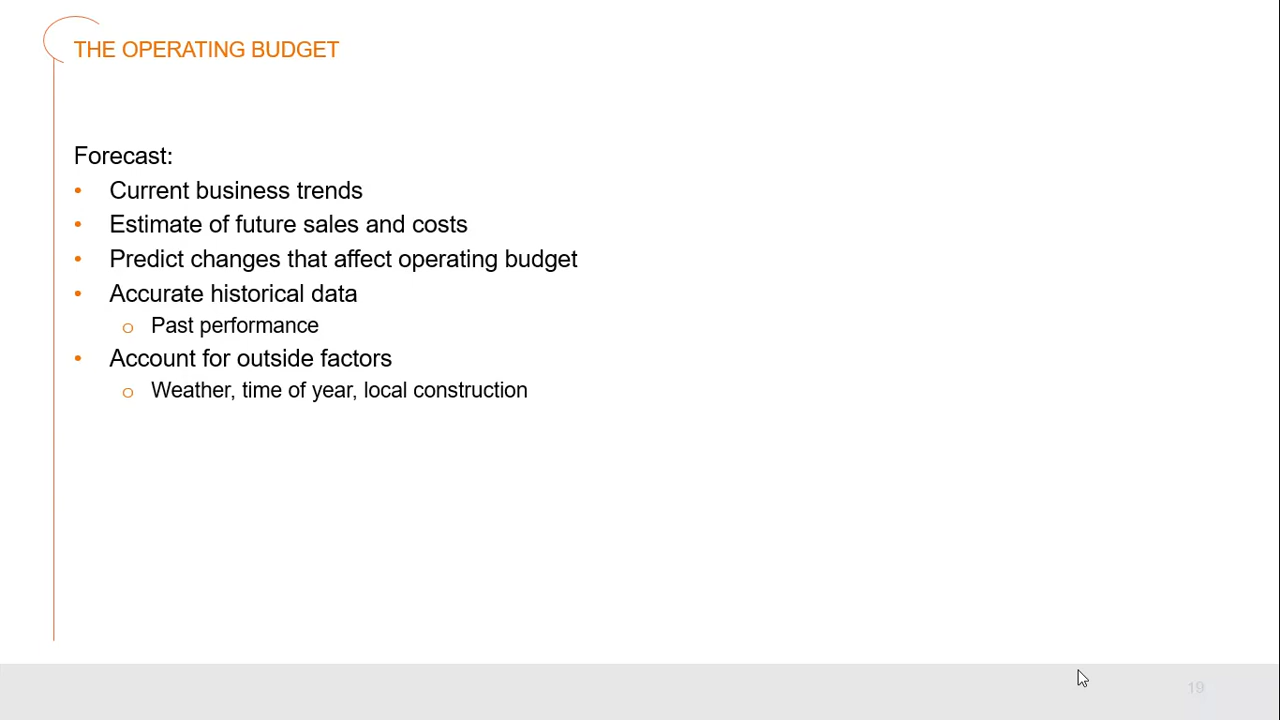 THE OPERATING BUDGET
Forecast:
• Current business trends
• Estimate of future sales and costs
• Predict changes that affect operating budget
• Accurate historical data
o Past performance
• Account for outside factors
o Weather, time of year, local construction
19